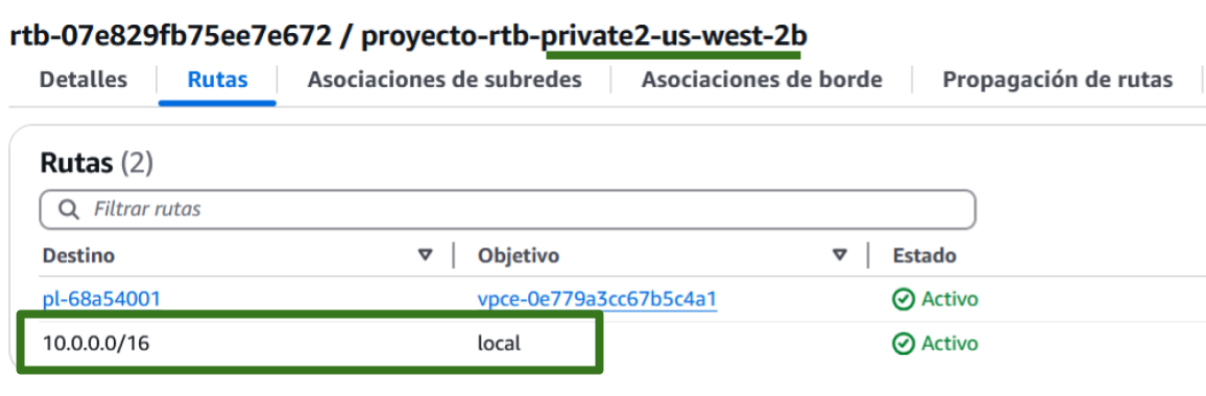 rtb-07e829fb75ee7e672 / proyecto-rtb-private2-us-west-2b
Detalles Rutas Asociaciones de subredes Asociaciones de borde Propagación de rutas
Rutas (2)
Filtrar rutas
Destino Objetivo Estado
pl-68a54001 vpce-0e779a3cc67b5c4a1 Activo
10.0.0.0/16 local Activo